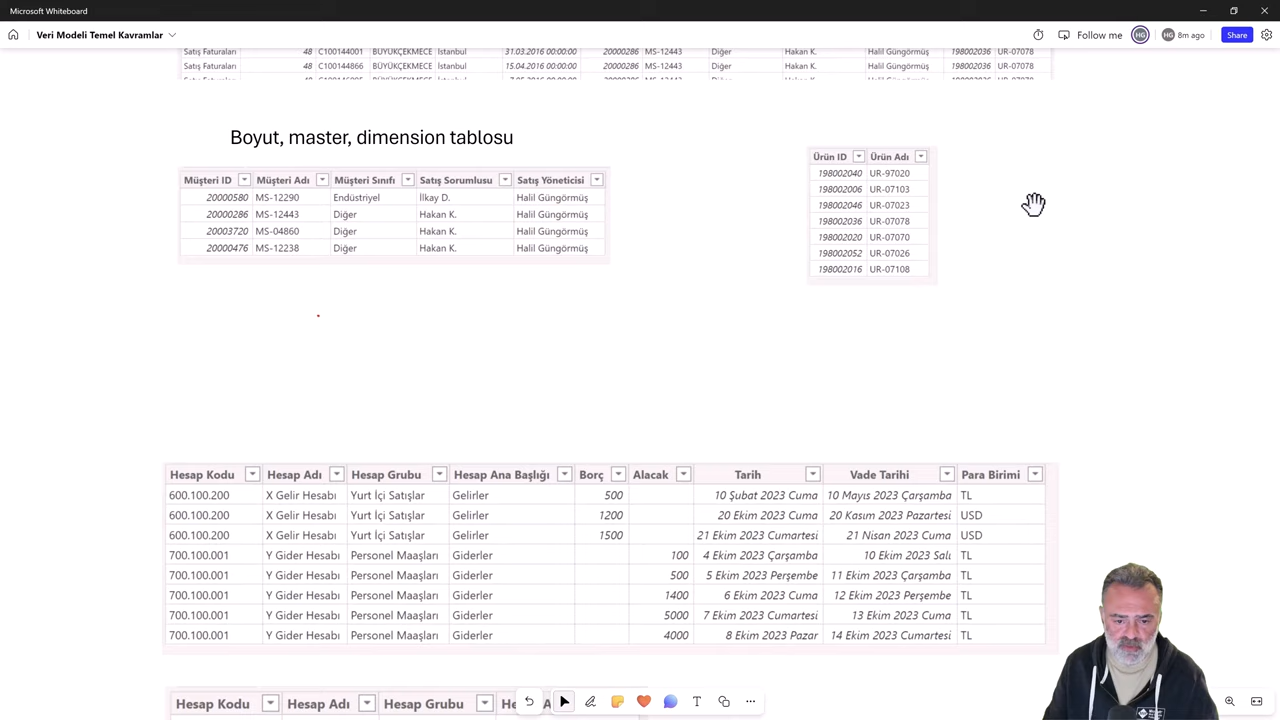 Microsoft Whiteboard
Veri Modeli Temel Kavramlar
Follow me HG HG 8m ago Share
Satış Faturaları 48 C100144001 BÜYÜKÇEKMECE İstanbul 31.03.2016 00:00:00 20000286 MS-12443 Diğer Hakan K. Halil Güngörmüş 198002036 UR-07078
Satış Faturaları 48 C100144866 BÜYÜKÇEKMECE İstanbul 15.04.2016 00:00:00 20000286 MS-12443 Diğer Hakan K. Halil Güngörmüş 198002036 UR-07078
Boyut, master, dimension tablosu
Müşteri ID Müşteri Adı Müşteri Sınıfı Satış Sorumlusu Satış Yöneticisi
20000580 MS-12290 Endüstriyel İlkay D. Halil Güngörmüş
20000286 MS-12443 Diğer Hakan K. Halil Güngörmüş
20003720 MS-04860 Diğer Hakan K. Halil Güngörmüş
20000476 MS-12238 Diğer Hakan K. Halil Güngörmüş
Ürün ID Ürün Adı
198002040 UR-97020
198002006 UR-07103
198002046 UR-07023
198002036 UR-07078
198002020 UR-07070
198002052 UR-07026
198002016 UR-07108
Hesap Kodu Hesap Adı Hesap Grubu Hesap Ana Başlığı Borç Alacak Tarih Vade Tarihi Para Birimi
600.100.200 X Gelir Hesabı Yurt İçi Satışlar Gelirler 500 10 Şubat 2023 Cuma 10 Mayıs 2023 Çarşamba TL
600.100.200 X Gelir Hesabı Yurt İçi Satışlar Gelirler 1200 20 Ekim 2023 Cuma 20 Kasım 2023 Pazartesi USD
600.100.200 X Gelir Hesabı Yurt İçi Satışlar Gelirler 1500 21 Ekim 2023 Cumartesi 21 Nisan 2023 Cuma USD
700.100.001 Y Gider Hesabı Personel Maaşları Giderler 100 4 Ekim 2023 Çarşamba 10 Ekim 2023 Salı TL
700.100.001 Y Gider Hesabı Personel Maaşları Giderler 500 5 Ekim 2023 Perşembe 11 Ekim 2023 Çarşamba TL
700.100.001 Y Gider Hesabı Personel Maaşları Giderler 1400 6 Ekim 2023 Cuma 12 Ekim 2023 Perşembe TL
700.100.001 Y Gider Hesabı Personel Maaşları Giderler 5000 7 Ekim 2023 Cumartesi 13 Ekim 2023 Cuma TL
700.100.001 Y Gider Hesabı Personel Maaşları Giderler 4000 8 Ekim 2023 Pazar 14 Ekim 2023 Cumartesi TL
Hesap Kodu Hesap Adı Hesap Grubu